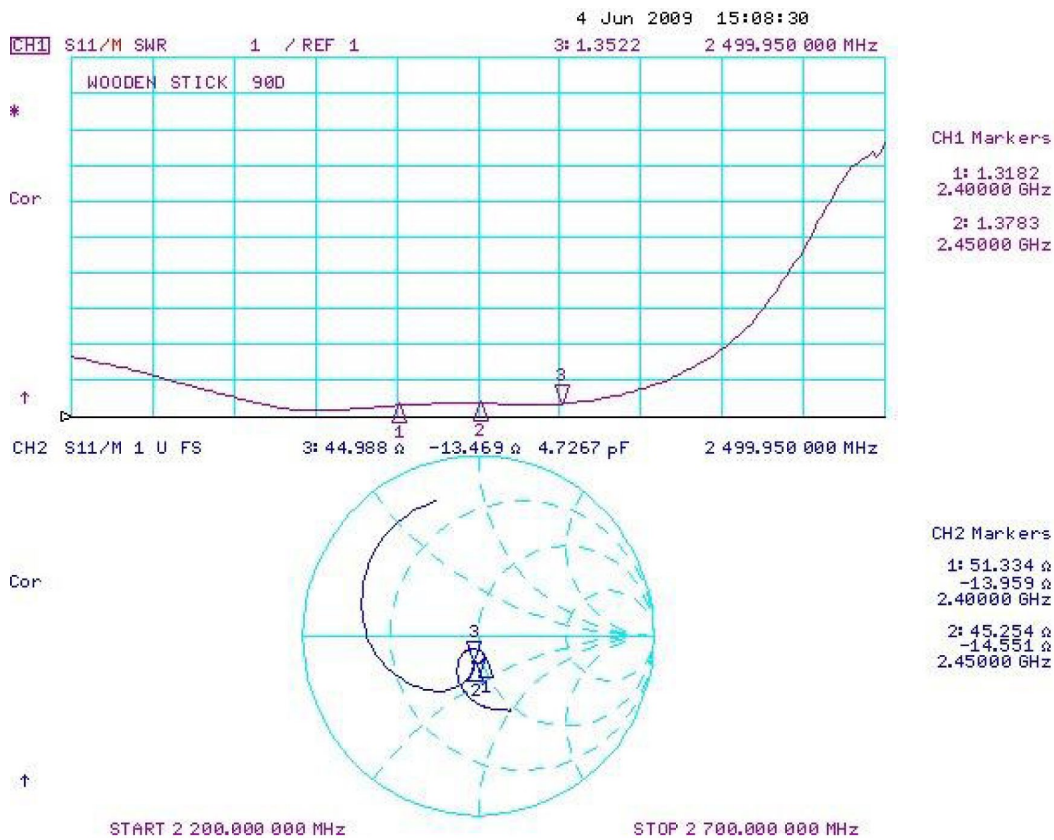 4 Jun 2009 15:08:30
CH1 S11/M SWR 1 / REF 1 3: 1.3522 2 499.950 000 MHz
WOODEN STICK 90D
*
CH1 Markers
1: 1.3182
2.40000 GHz
Cor
2: 1.3783
2.45000 GHz
3
↑
1 2
CH2 S11/M 1 U FS 3: 44.988 Ω -13.469 Ω 4.7267 pF 2 499.950 000 MHz
CH2 Markers
1: 51.334 Ω
-13.959 Ω
2.40000 GHz
Cor
2: 45.254 Ω
-14.551 Ω
2.45000 GHz
3
2 1
↑
START 2 200.000 000 MHz STOP 2 700.000 000 MHz